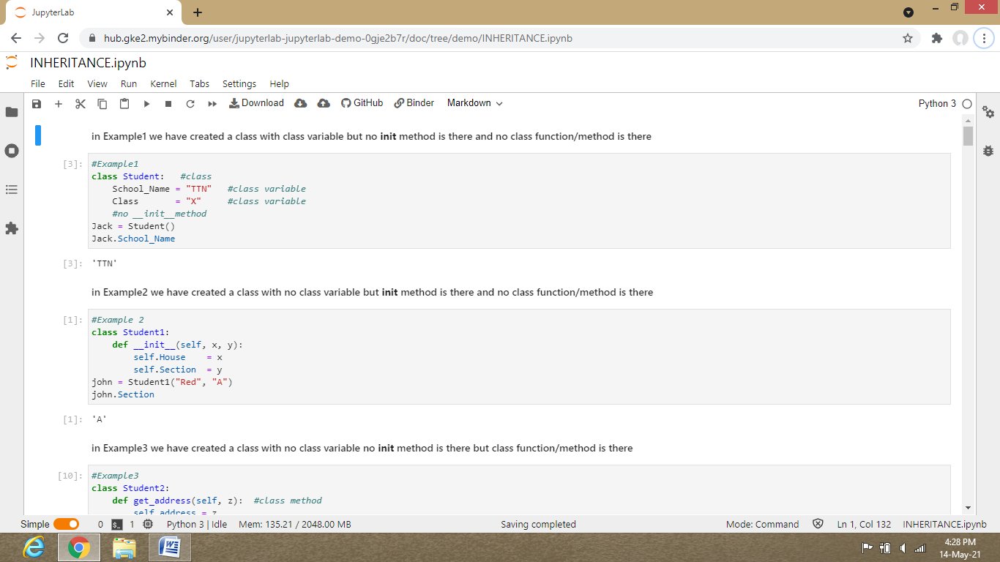 JupyterLab
hub.gke2.mybinder.org/user/jupyterlab-jupyterlab-demo-0gje2b7r/doc/tree/demo/INHERITANCE.ipynb
INHERITANCE.ipynb
File Edit View Run Kernel Tabs Settings Help
Download GitHub Binder Markdown Python 3
in Example1 we have created a class with class variable but no init method is there and no class function/method is there
[3]: #Example1
class Student:   #class
    School_Name = "TTN"   #class variable
    Class       = "X"     #class variable
    #no __init__method
Jack = Student()
Jack.School_Name
[3]: 'TTN'
in Example2 we have created a class with no class variable but init method is there and no class function/method is there
[1]: #Example 2
class Student1:
    def __init__(self, x, y):
        self.House    = x
        self.Section  = y
john = Student1("Red", "A")
john.Section
[1]: 'A'
in Example3 we have created a class with no class variable no init method is there but class function/method is there
[10]: #Example3
class Student2:
    def get_address(self, z):  #class method
        self.address = z
Simple 0 $_ 1 Python 3 | Idle Mem: 135.21 / 2048.00 MB Saving completed Mode: Command Ln 1, Col 132 INHERITANCE.ipynb
4:28 PM
14-May-21